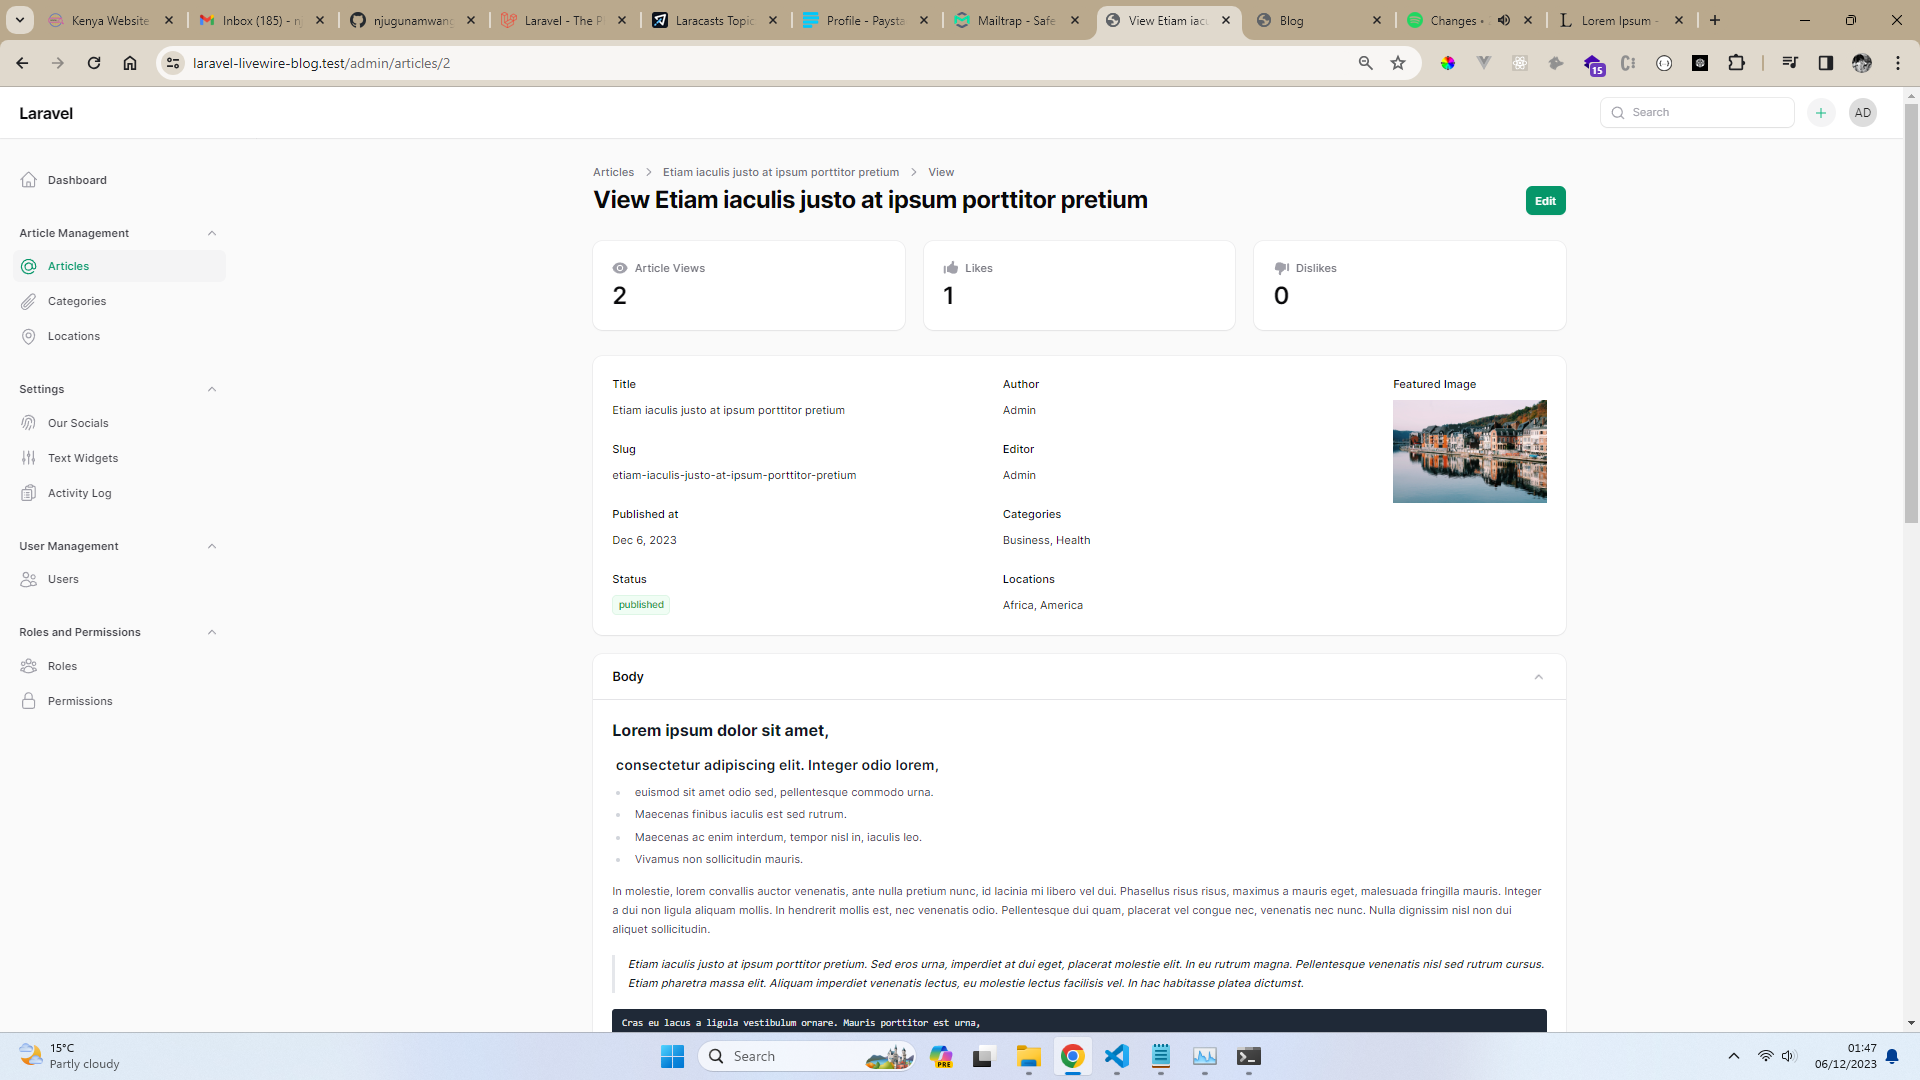 Kenya Website
Inbox (185) - nj
njugunamwang
Laravel - The P
Laracasts Topic
Profile - Paysta
Mailtrap - Safe
View Etiam iacu
Blog
Changes •
Lorem Ipsum -
laravel-livewire-blog.test/admin/articles/2
15
Laravel
Search
AD
Dashboard
Article Management
Articles
Categories
Locations
Settings
Our Socials
Text Widgets
Activity Log
User Management
Users
Roles and Permissions
Roles
Permissions
Articles > Etiam iaculis justo at ipsum porttitor pretium > View
View Etiam iaculis justo at ipsum porttitor pretium
Edit
Article Views
2
Likes
1
Dislikes
0
Title
Etiam iaculis justo at ipsum porttitor pretium
Slug
etiam-iaculis-justo-at-ipsum-porttitor-pretium
Published at
Dec 6, 2023
Status
published
Author
Admin
Editor
Admin
Categories
Business, Health
Locations
Africa, America
Featured Image
Body
Lorem ipsum dolor sit amet,
consectetur adipiscing elit. Integer odio lorem,
euismod sit amet odio sed, pellentesque commodo urna.
Maecenas finibus iaculis est sed rutrum.
Maecenas ac enim interdum, tempor nisl in, iaculis leo.
Vivamus non sollicitudin mauris.
In molestie, lorem convallis auctor venenatis, ante nulla pretium nunc, id lacinia mi libero vel dui. Phasellus risus risus, maximus a mauris eget, malesuada fringilla mauris. Integer
a dui non ligula aliquam mollis. In hendrerit mollis est, nec venenatis odio. Pellentesque dui quam, placerat vel congue nec, venenatis nec nunc. Nulla dignissim nisl non dui
aliquet sollicitudin.
Etiam iaculis justo at ipsum porttitor pretium. Sed eros urna, imperdiet at dui eget, placerat molestie elit. In eu rutrum magna. Pellentesque venenatis nisl sed rutrum cursus.
Etiam pharetra massa elit. Aliquam imperdiet venenatis lectus, eu molestie lectus facilisis vel. In hac habitasse platea dictumst.
Cras eu lacus a ligula vestibulum ornare. Mauris porttitor est urna,
15°C
Partly cloudy
Search
PRE
01:47
06/12/2023